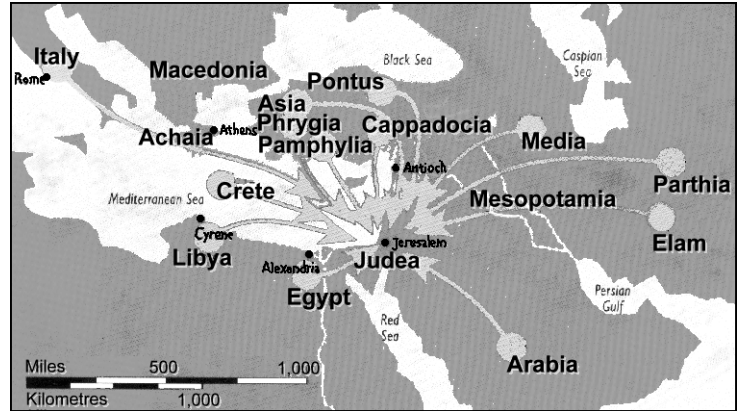 Italy
Rome
Macedonia
Black Sea
Caspian
Sea
Pontus
Asia
Achaia
Athens
Phrygia
Cappadocia
Media
Pamphylia
Antioch
Parthia
Crete
Mediterranean Sea
Mesopotamia
Cyrene
Elam
Libya
Jerusalem
Alexandria
Judea
Egypt
Persian
Gulf
Red
Sea
Arabia
Miles 500 1,000
Kilometres 1,000